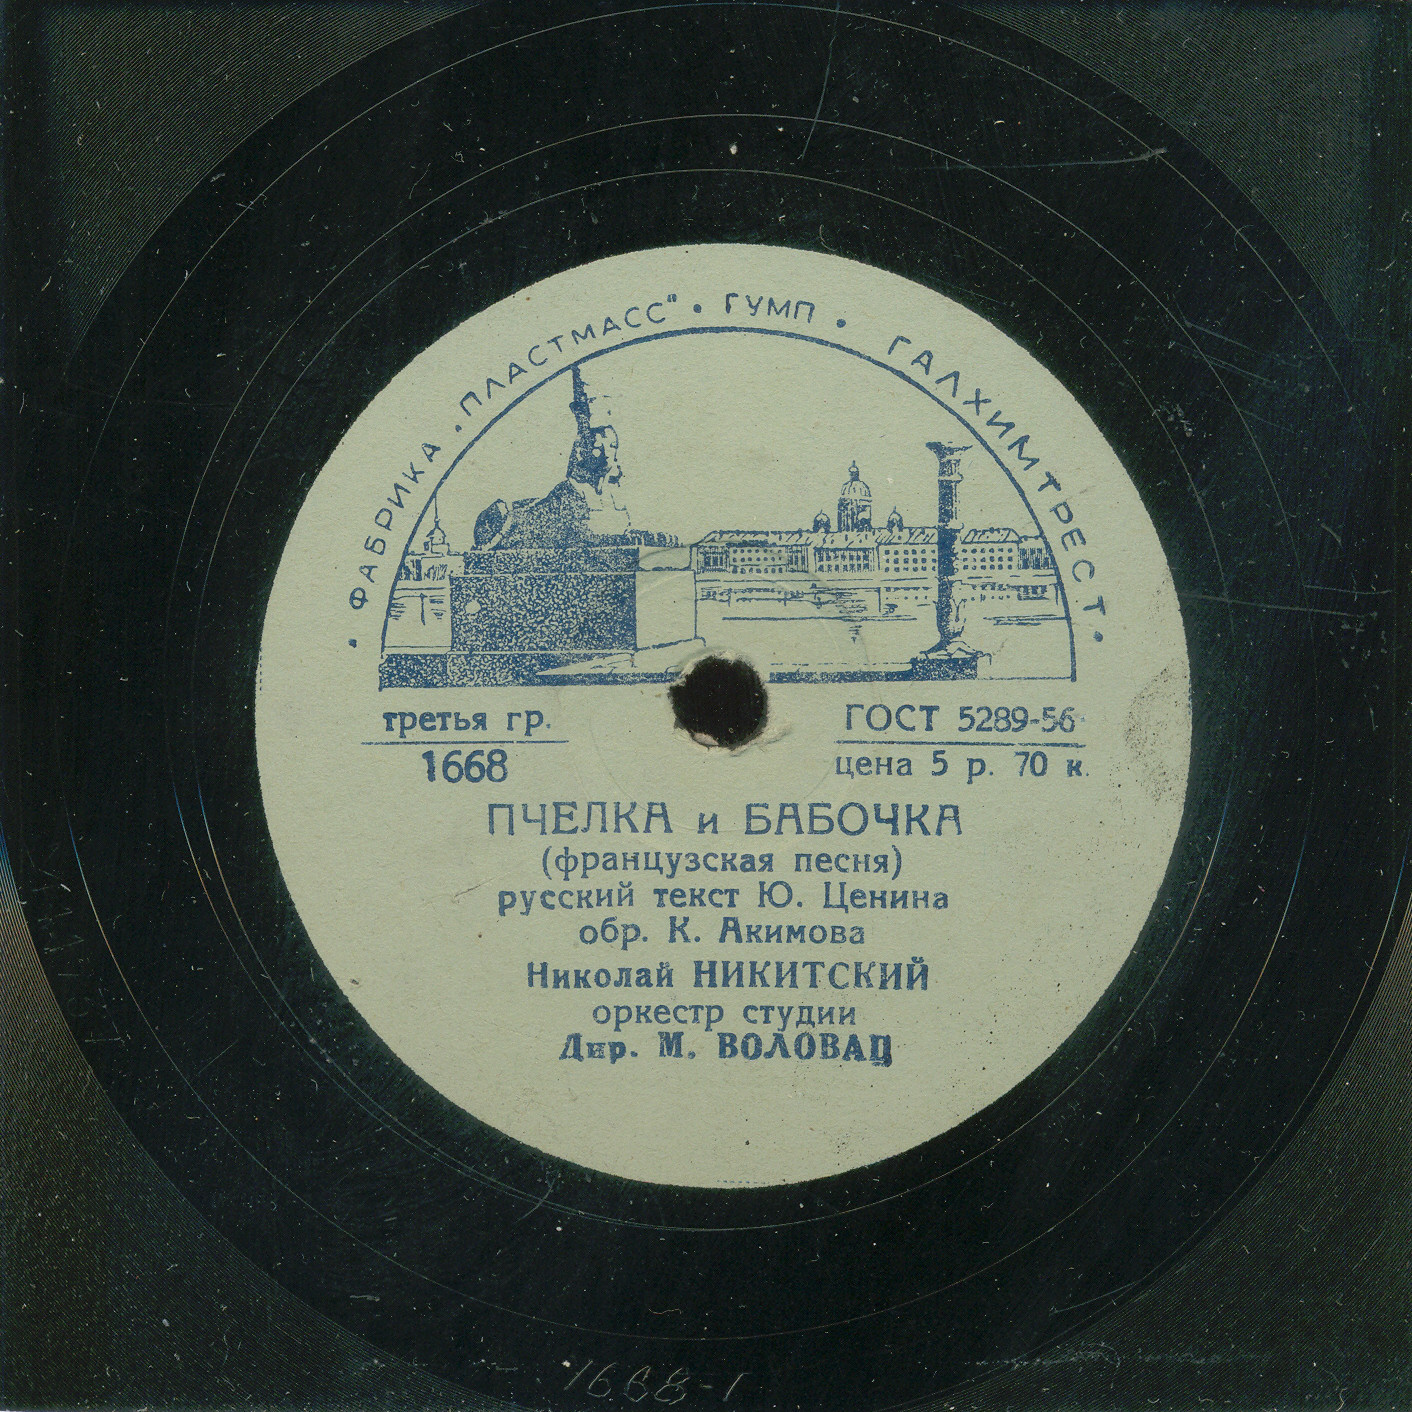 • ФАБРИКА „ПЛАСТМАСС" • ГУМП • ГАЛХИМТРЕСТ •
третья гр.
1668
ГОСТ 5289-56
цена 5 р. 70 к.
ПЧЕЛКА и БАБОЧКА
(французская песня)
русский текст Ю. Ценина
обр. К. Акимова
Николай НИКИТСКИЙ
оркестр студии
Дир. М. ВОЛОВАЦ
1668-1